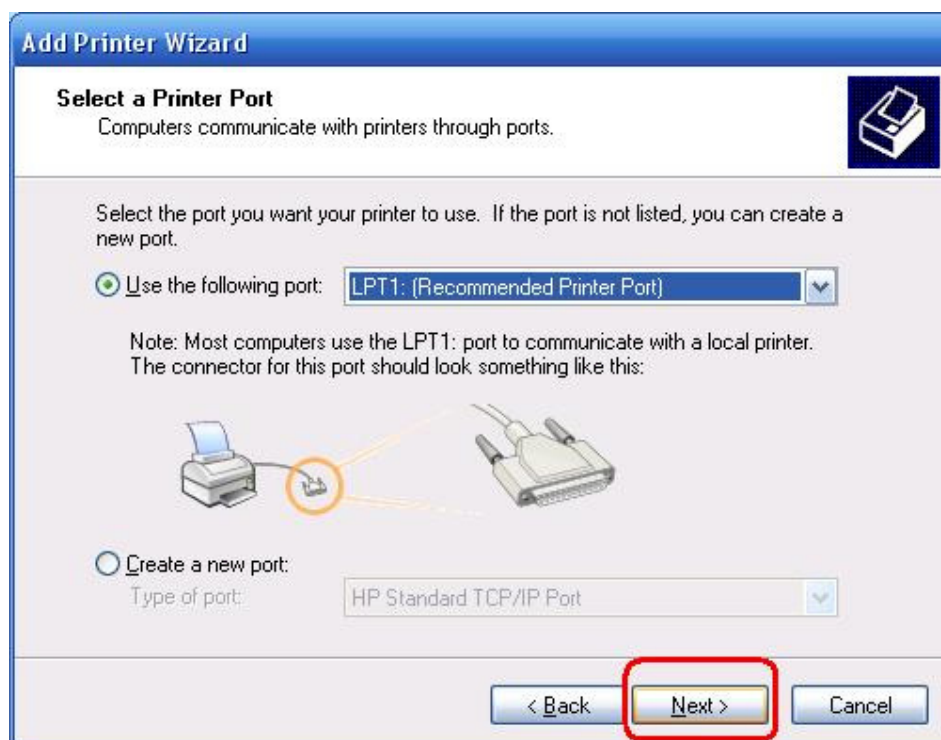 Add Printer Wizard
Select a Printer Port
Computers communicate with printers through ports.
Select the port you want your printer to use. If the port is not listed, you can create a
new port.
Use the following port: LPT1: (Recommended Printer Port)
Note: Most computers use the LPT1: port to communicate with a local printer.
The connector for this port should look something like this:
Create a new port:
Type of port: HP Standard TCP/IP Port
< Back Next > Cancel